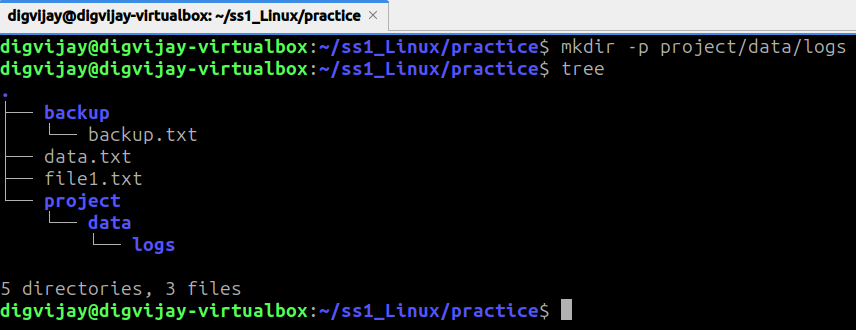 digvijay@digvijay-virtualbox: ~/ss1_Linux/practice ×
digvijay@digvijay-virtualbox:~/ss1_Linux/practice$ mkdir -p project/data/logs
digvijay@digvijay-virtualbox:~/ss1_Linux/practice$ tree
.
├── backup
│   └── backup.txt
├── data.txt
├── file1.txt
└── project
    └── data
        └── logs
5 directories, 3 files
digvijay@digvijay-virtualbox:~/ss1_Linux/practice$